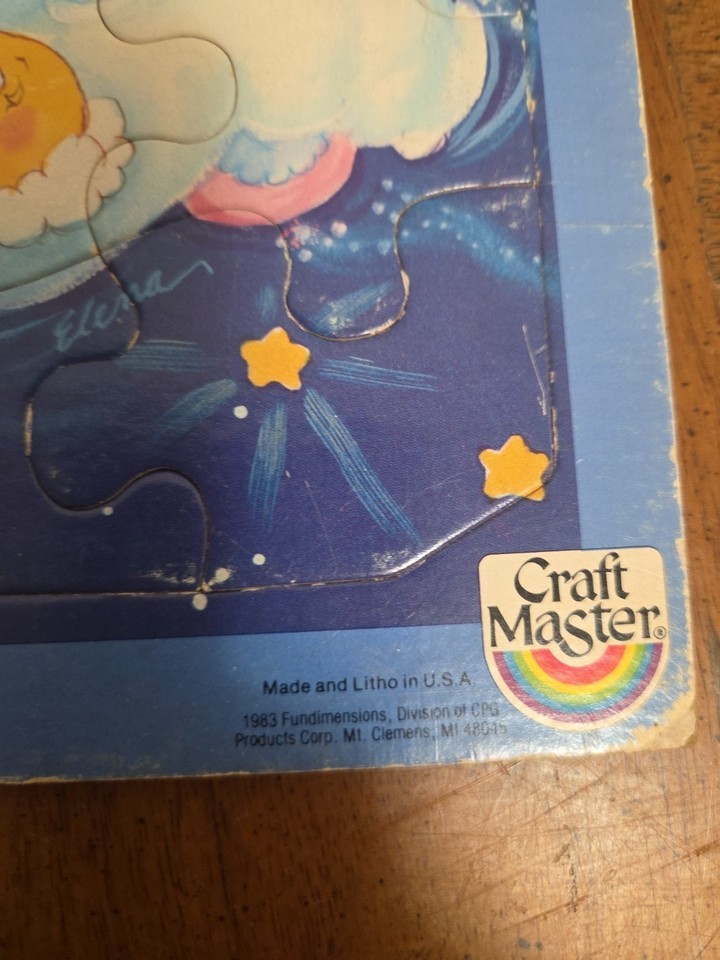 Elena
Craft
Master®
Made and Litho in U.S.A.
1983 Fundimensions, Division of CPG
Products Corp. Mt. Clemens, MI 48045